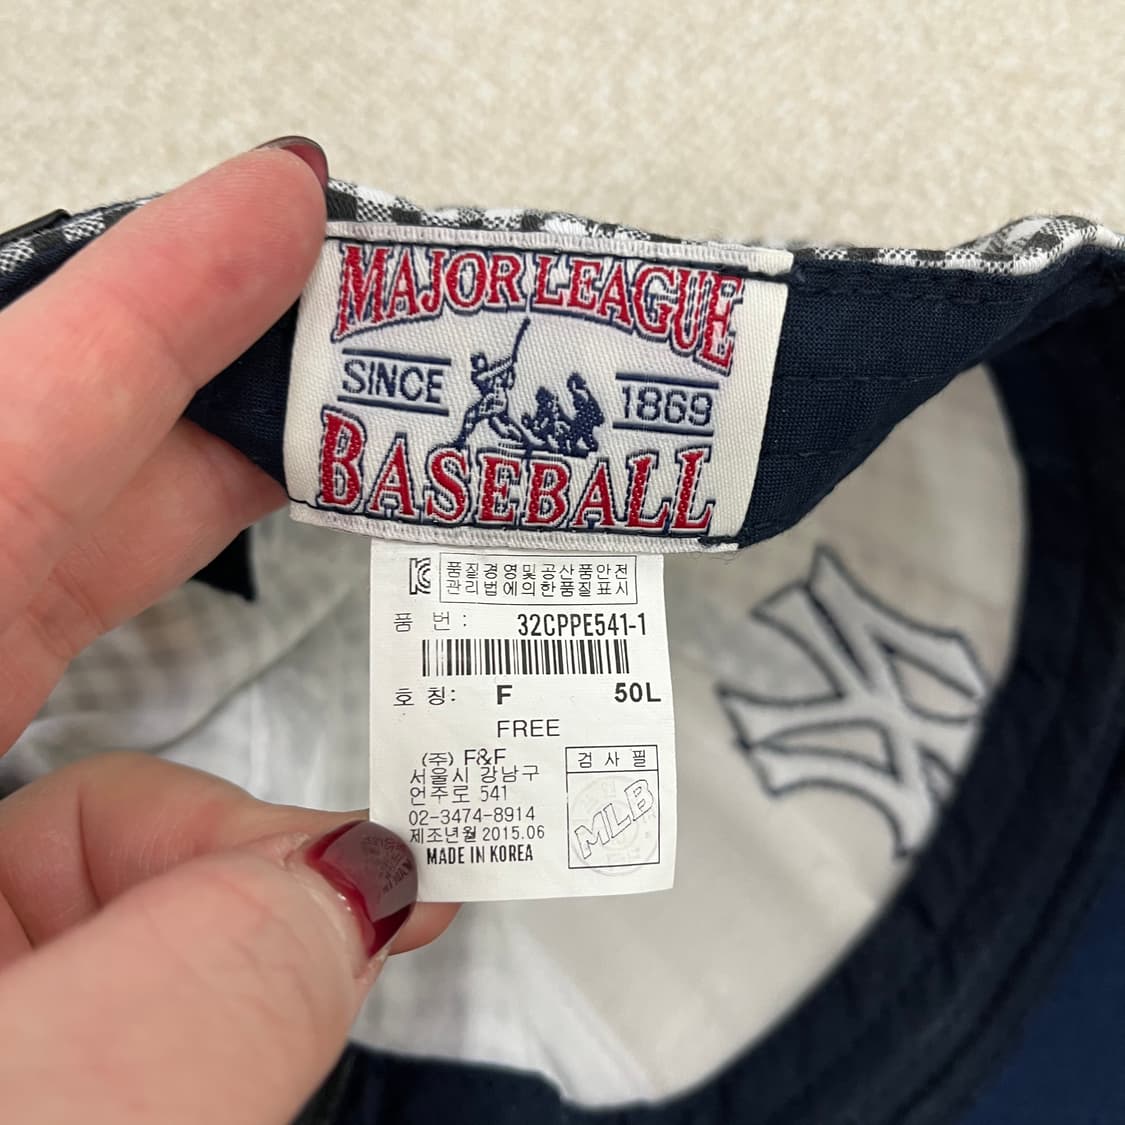 MAJOR LEAGUE
SINCE 1869
BASEBALL
품질경영및공산품안전
관리법에의한품질표시
품 번 : 32CPPE541-1
호 칭: F 50L
FREE
(주) F&F
서울시 강남구
언주로 541
02-3474-8914
제조년월 2015.06
MADE IN KOREA
검 사 필
MLB